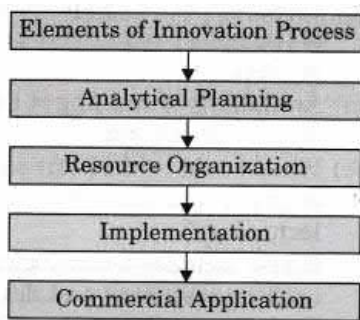 Elements of Innovation Process
Analytical Planning
Resource Organization
Implementation
Commercial Application